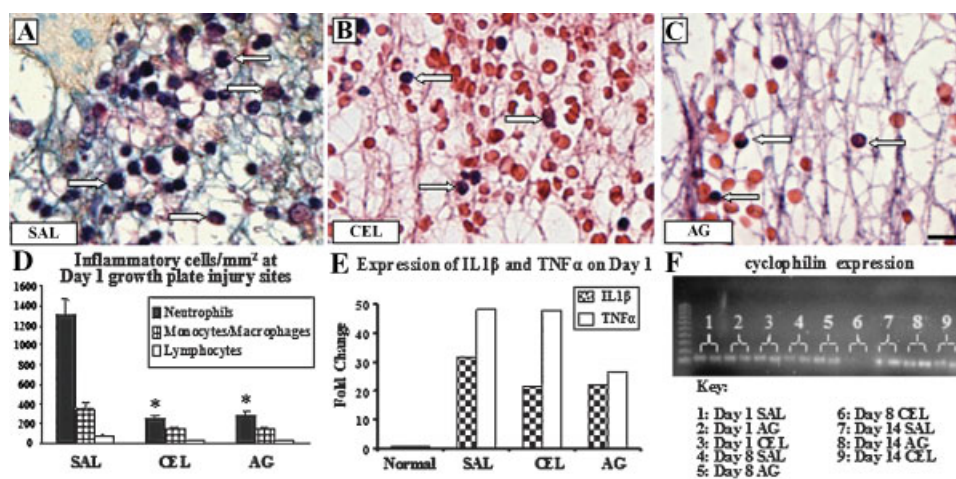 A
B
C
SAL
CEL
AG
D Inflammatory cells/mm² at
Day 1 growth plate injury sites
1600
1400
1200
1000
800
600
400
200
0
Neutrophils
Monocytes/Macrophages
Lymphocytes
*
*
SAL CEL AG
E Expression of IL1β and TNFα on Day 1
Fold Change
50
40
30
20
10
0
IL1β
TNFα
Normal SAL CEL AG
F cyclophilin expression
1 2 3 4 5 6 7 8 9
Key:
1: Day 1 SAL
2: Day 1 AG
3: Day 1 CEL
4: Day 8 SAL
5: Day 8 AG
6: Day 8 CEL
7: Day 14 SAL
8: Day 14 AG
9: Day 14 CEL